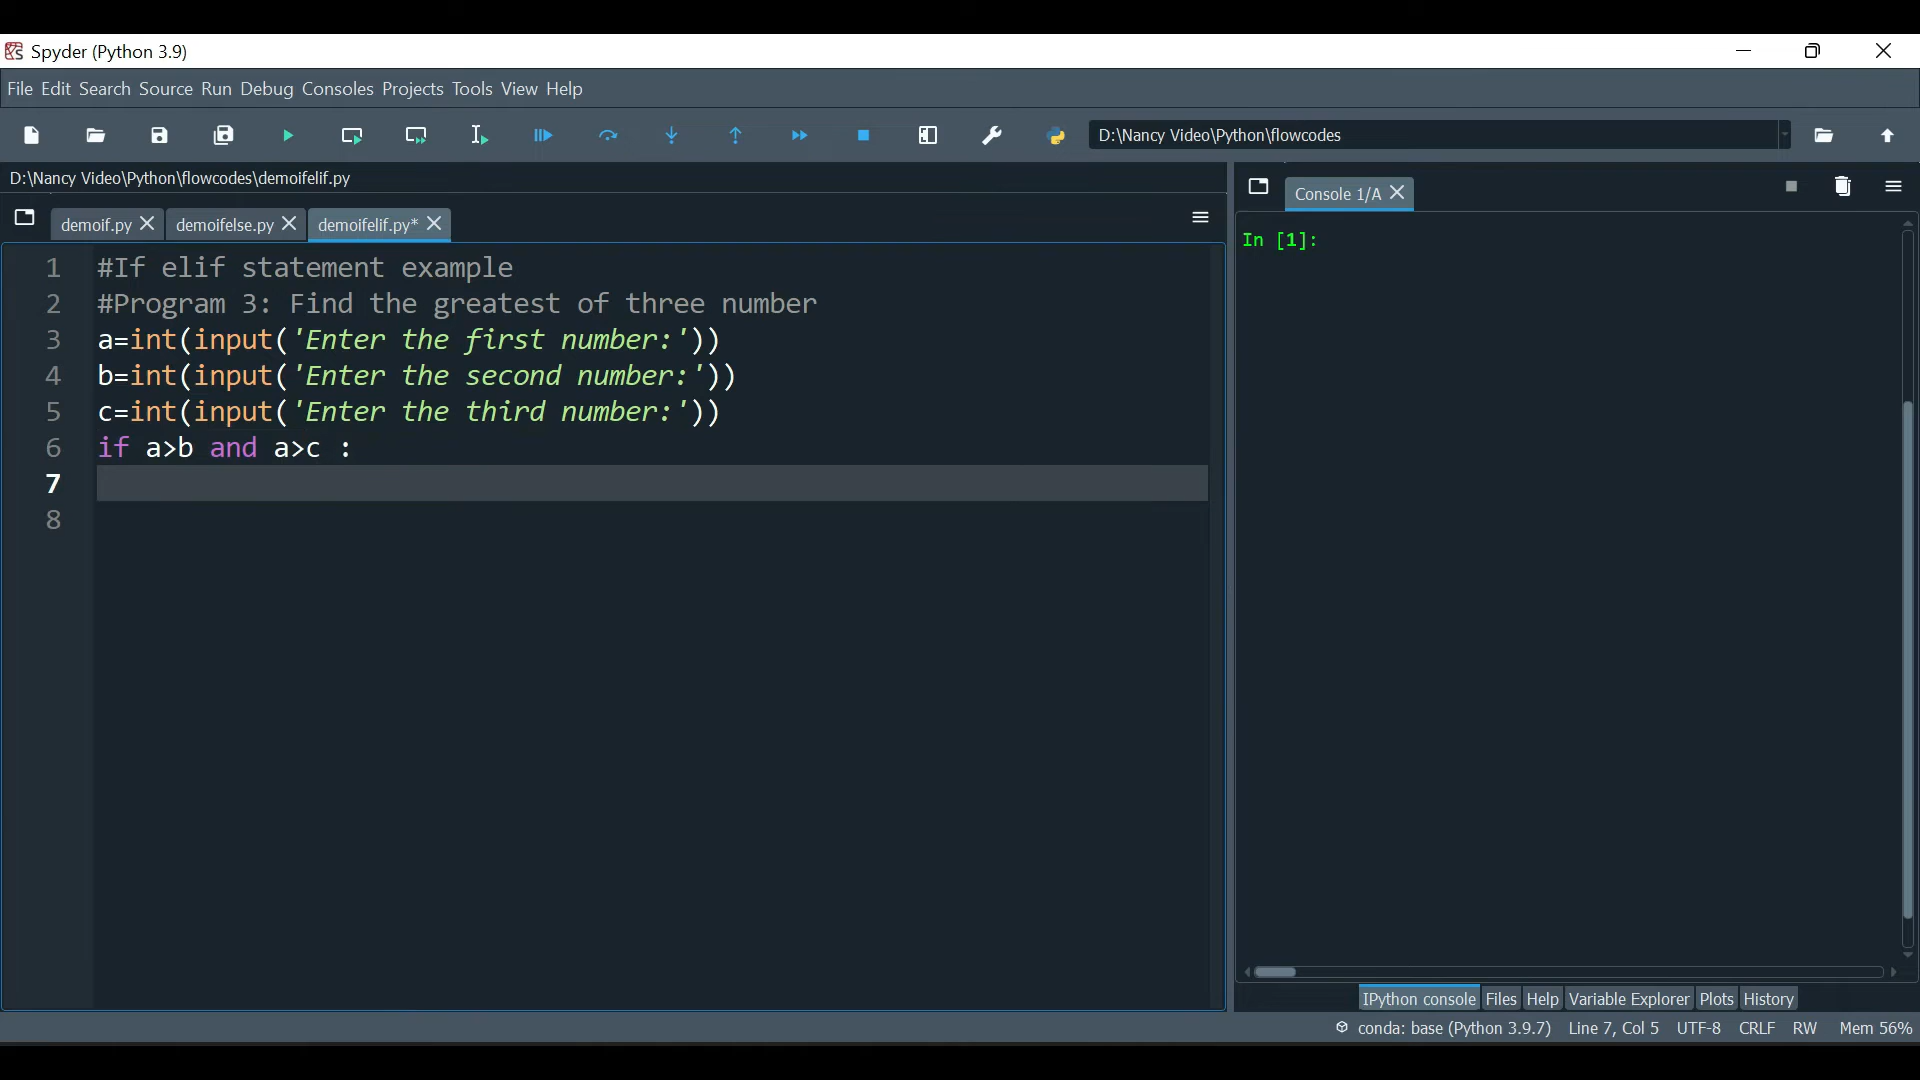 Spyder (Python 3.9)
File Edit Search Source Run Debug Consoles Projects Tools View Help
D:\Nancy Video\Python\flowcodes
D:\Nancy Video\Python\flowcodes\demoifelif.py
demoif.py demoifelse.py demoifelif.py*
1 #If elif statement example
2 #Program 3: Find the greatest of three number
3 a=int(input('Enter the first number:'))
4 b=int(input('Enter the second number:'))
5 c=int(input('Enter the third number:'))
6 if a>b and a>c :
7
8
Console 1/A
In [1]:
IPython console Files Help Variable Explorer Plots History
conda: base (Python 3.9.7) Line 7, Col 5 UTF-8 CRLF RW Mem 56%